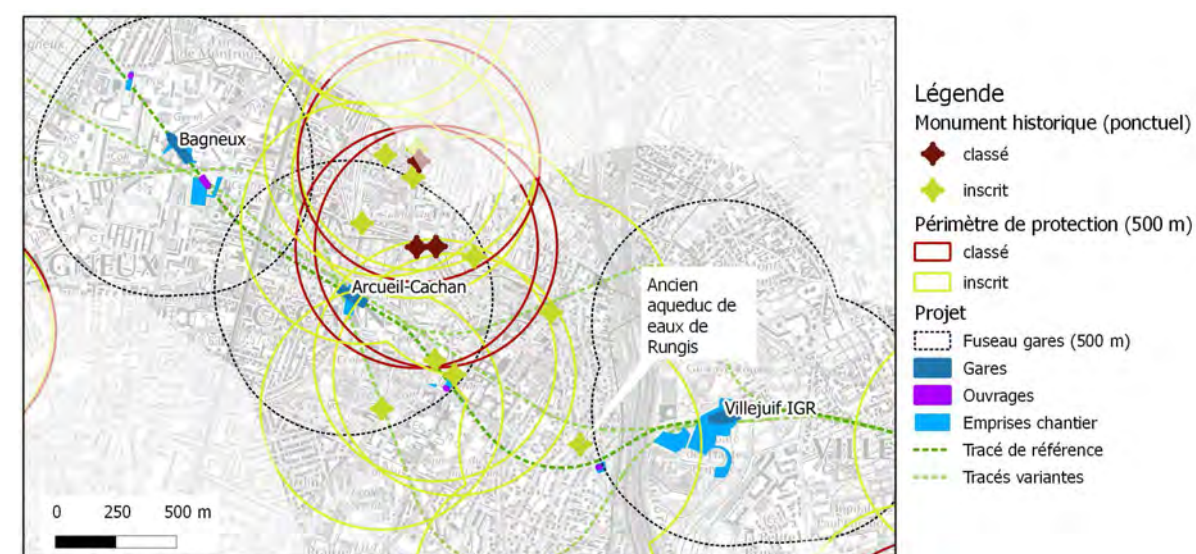 Bagneux
Arcueil-Cachan
Ancien
aqueduc de
eaux de
Rungis
Villejuif IGR
GNEUX
VILLE
0 250 500 m
Légende
Monument historique (ponctuel)
classé
inscrit
Périmètre de protection (500 m)
classé
inscrit
Projet
Fuseau gares (500 m)
Gares
Ouvrages
Emprises chantier
Tracé de référence
Tracés variantes